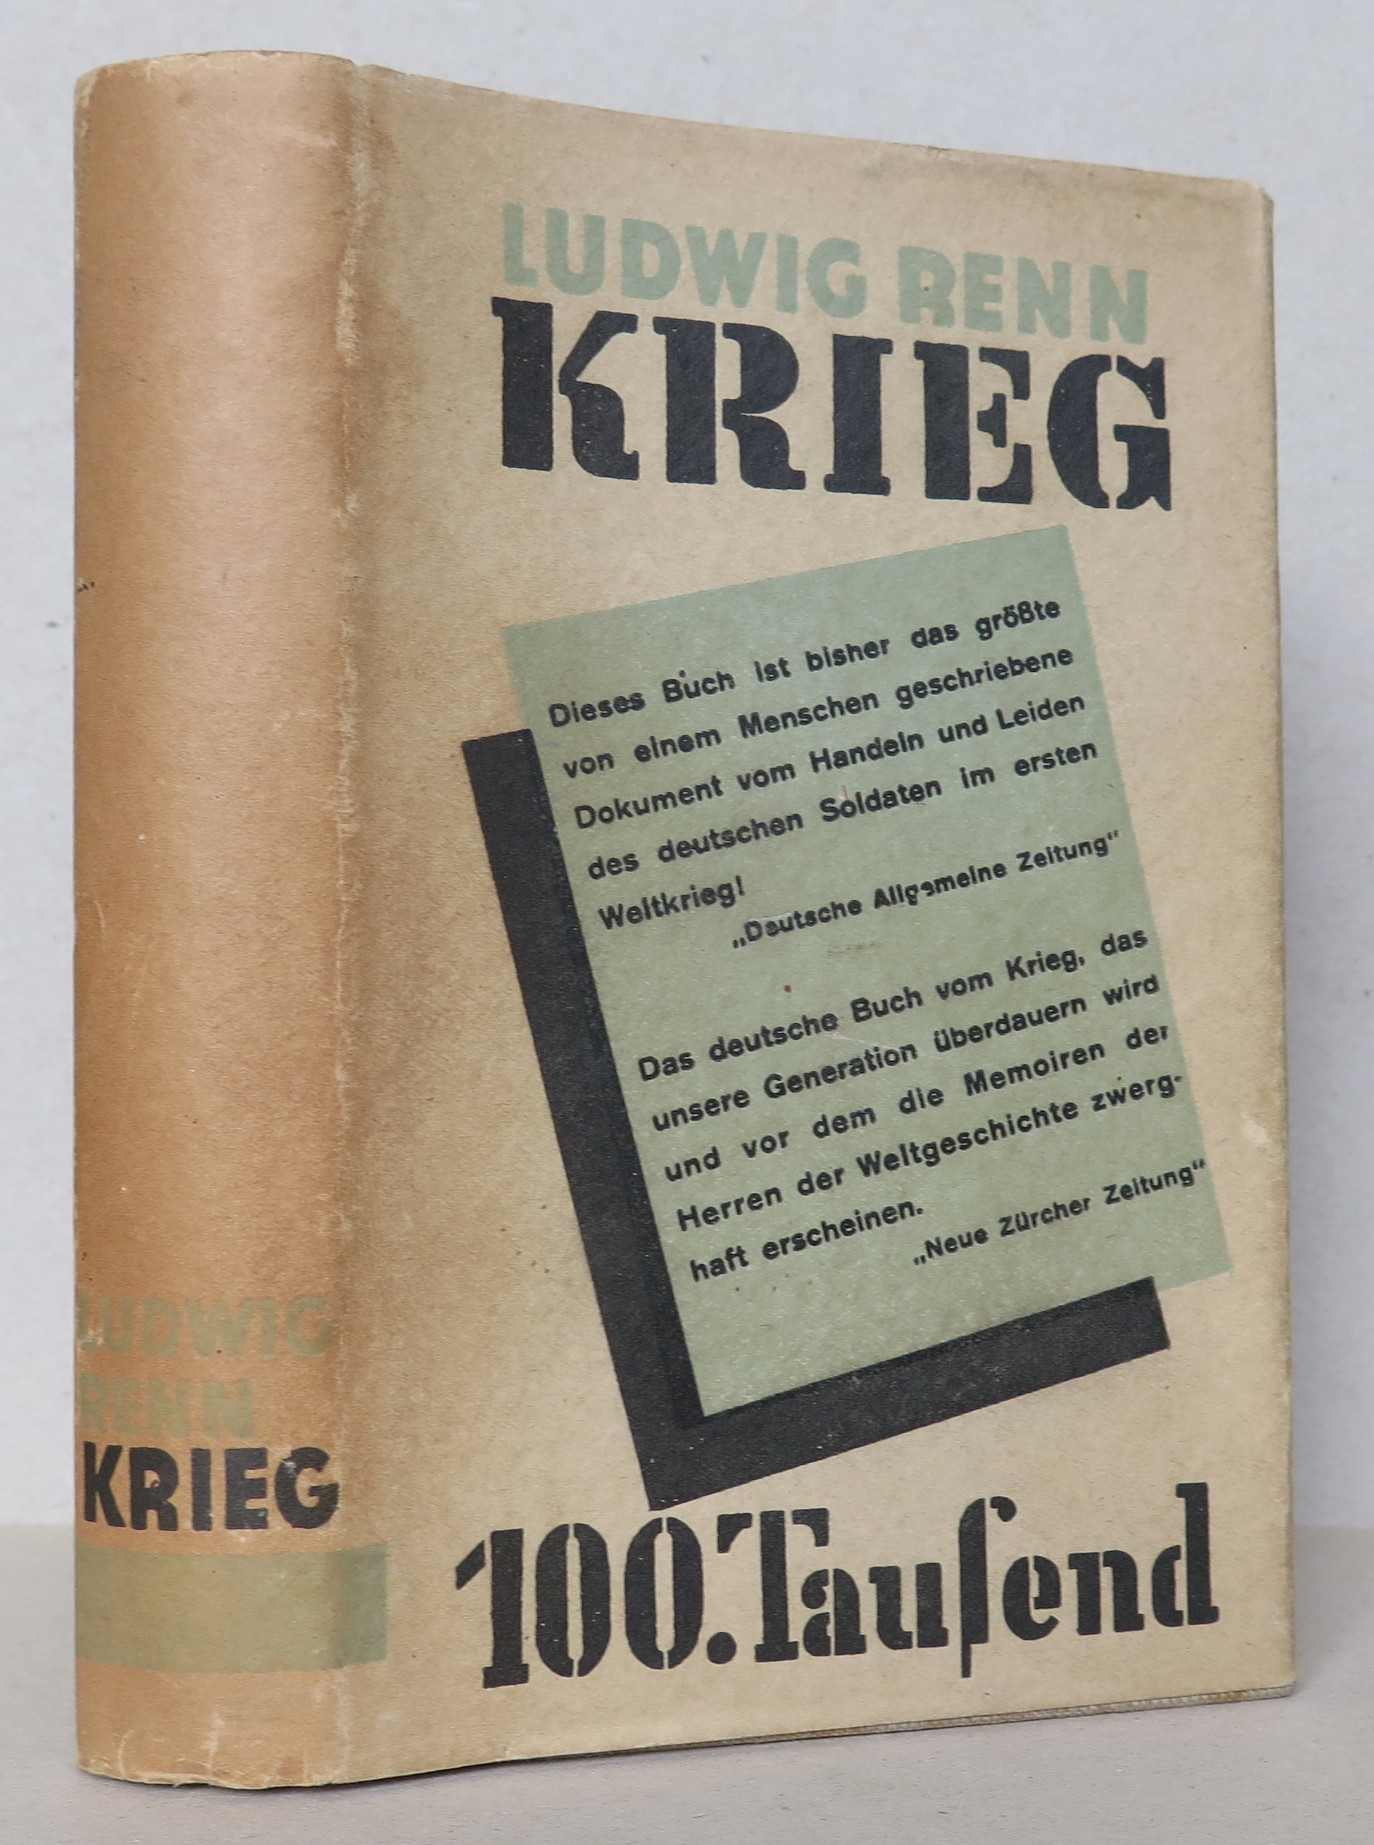 LUDWIG RENN
KRIEG
Dieses Buch ist bisher das größte
von einem Menschen geschriebene
Dokument vom Handeln und Leiden
des deutschen Soldaten im ersten
Weltkrieg!
„Deutsche Allgemeine Zeitung“
Das deutsche Buch vom Krieg, das
unsere Generation überdauern wird
und vor dem die Memoiren der
Herren der Weltgeschichte zwerg-
haft erscheinen.
„Neue Zürcher Zeitung“
100. Tauſend
LUDWIG
RENN
KRIEG